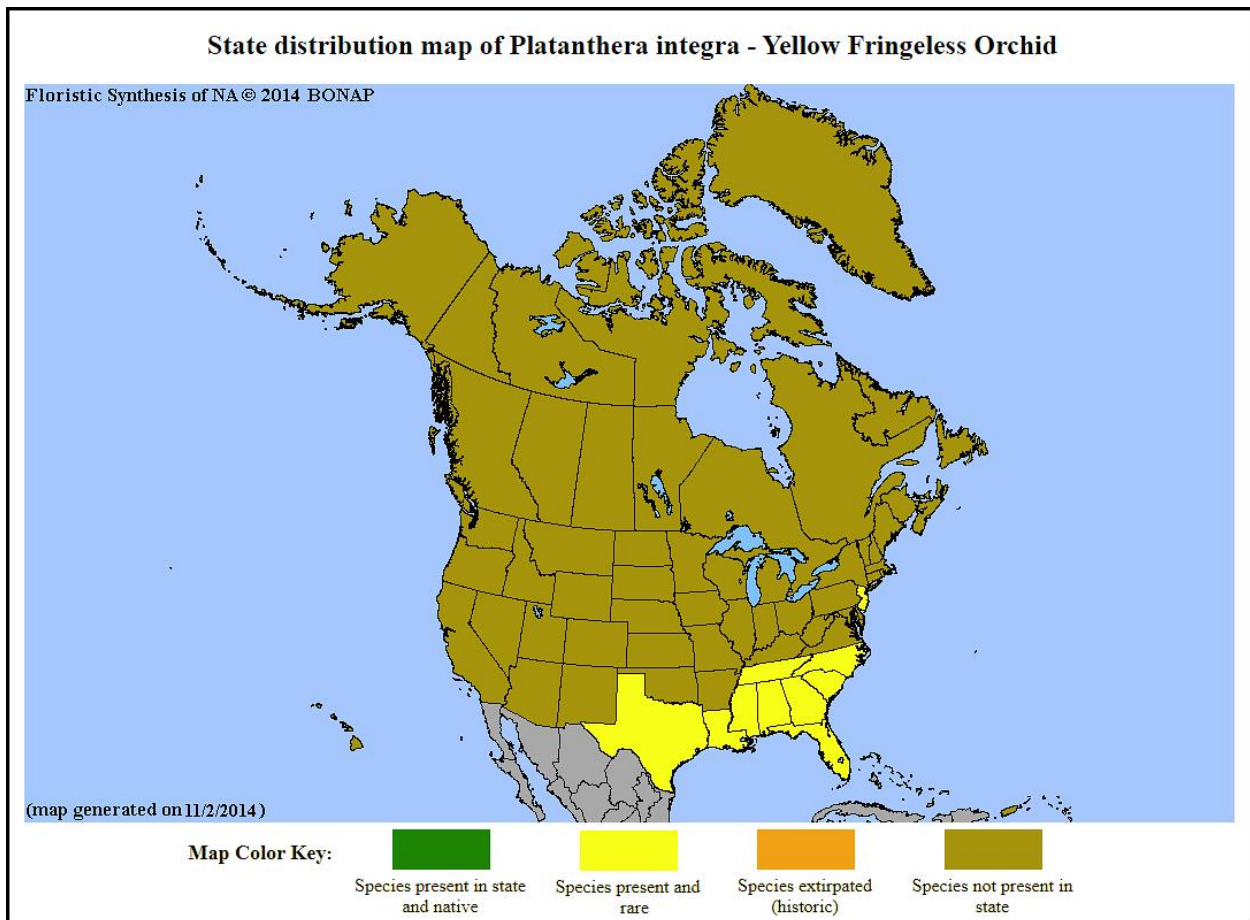 State distribution map of Platanthera integra - Yellow Fringeless Orchid
Floristic Synthesis of NA © 2014 BONAP
(map generated on 11/2/2014 )
Map Color Key:
Species present in state
and native
Species present and
rare
Species extirpated
(historic)
Species not present in
state